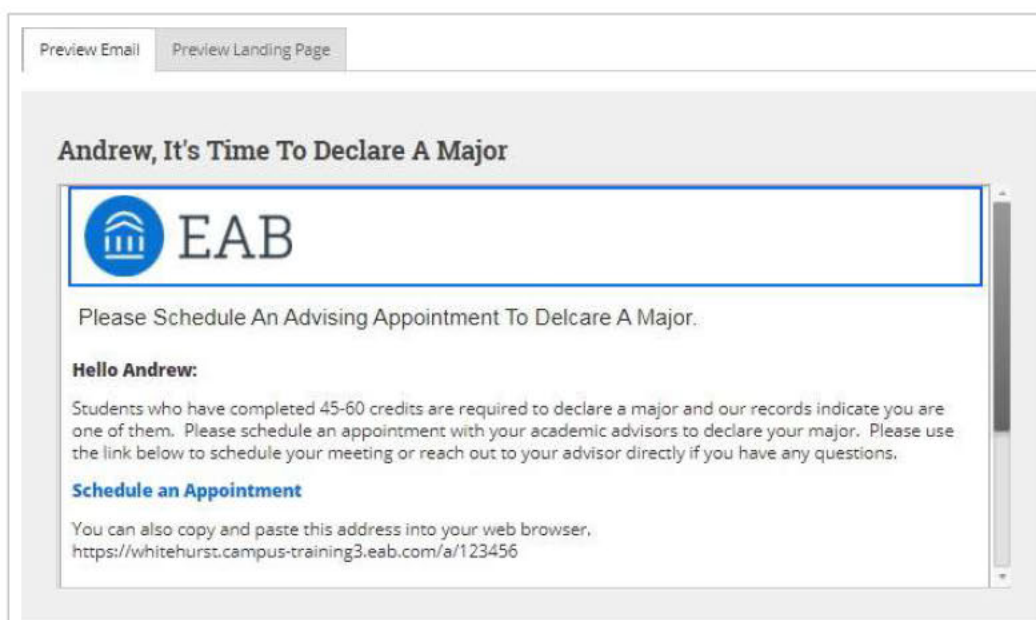 Preview Email
Preview Landing Page
Andrew, It's Time To Declare A Major
EAB
Please Schedule An Advising Appointment To Delcare A Major.
Hello Andrew:
Students who have completed 45-60 credits are required to declare a major and our records indicate you are
one of them.  Please schedule an appointment with your academic advisors to declare your major.  Please use
the link below to schedule your meeting or reach out to your advisor directly if you have any questions.
Schedule an Appointment
You can also copy and paste this address into your web browser.
https://whitehurst.campus-training3.eab.com/a/123456